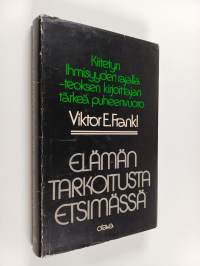 Kiitetyn
Ihmisyyden rajalla
-teoksen kirjoittajan
tärkeä puheenvuoro
Viktor E. Frankl
ELÄMÄN
TARKOITUSTA
ETSIMÄSSÄ
OTAVA